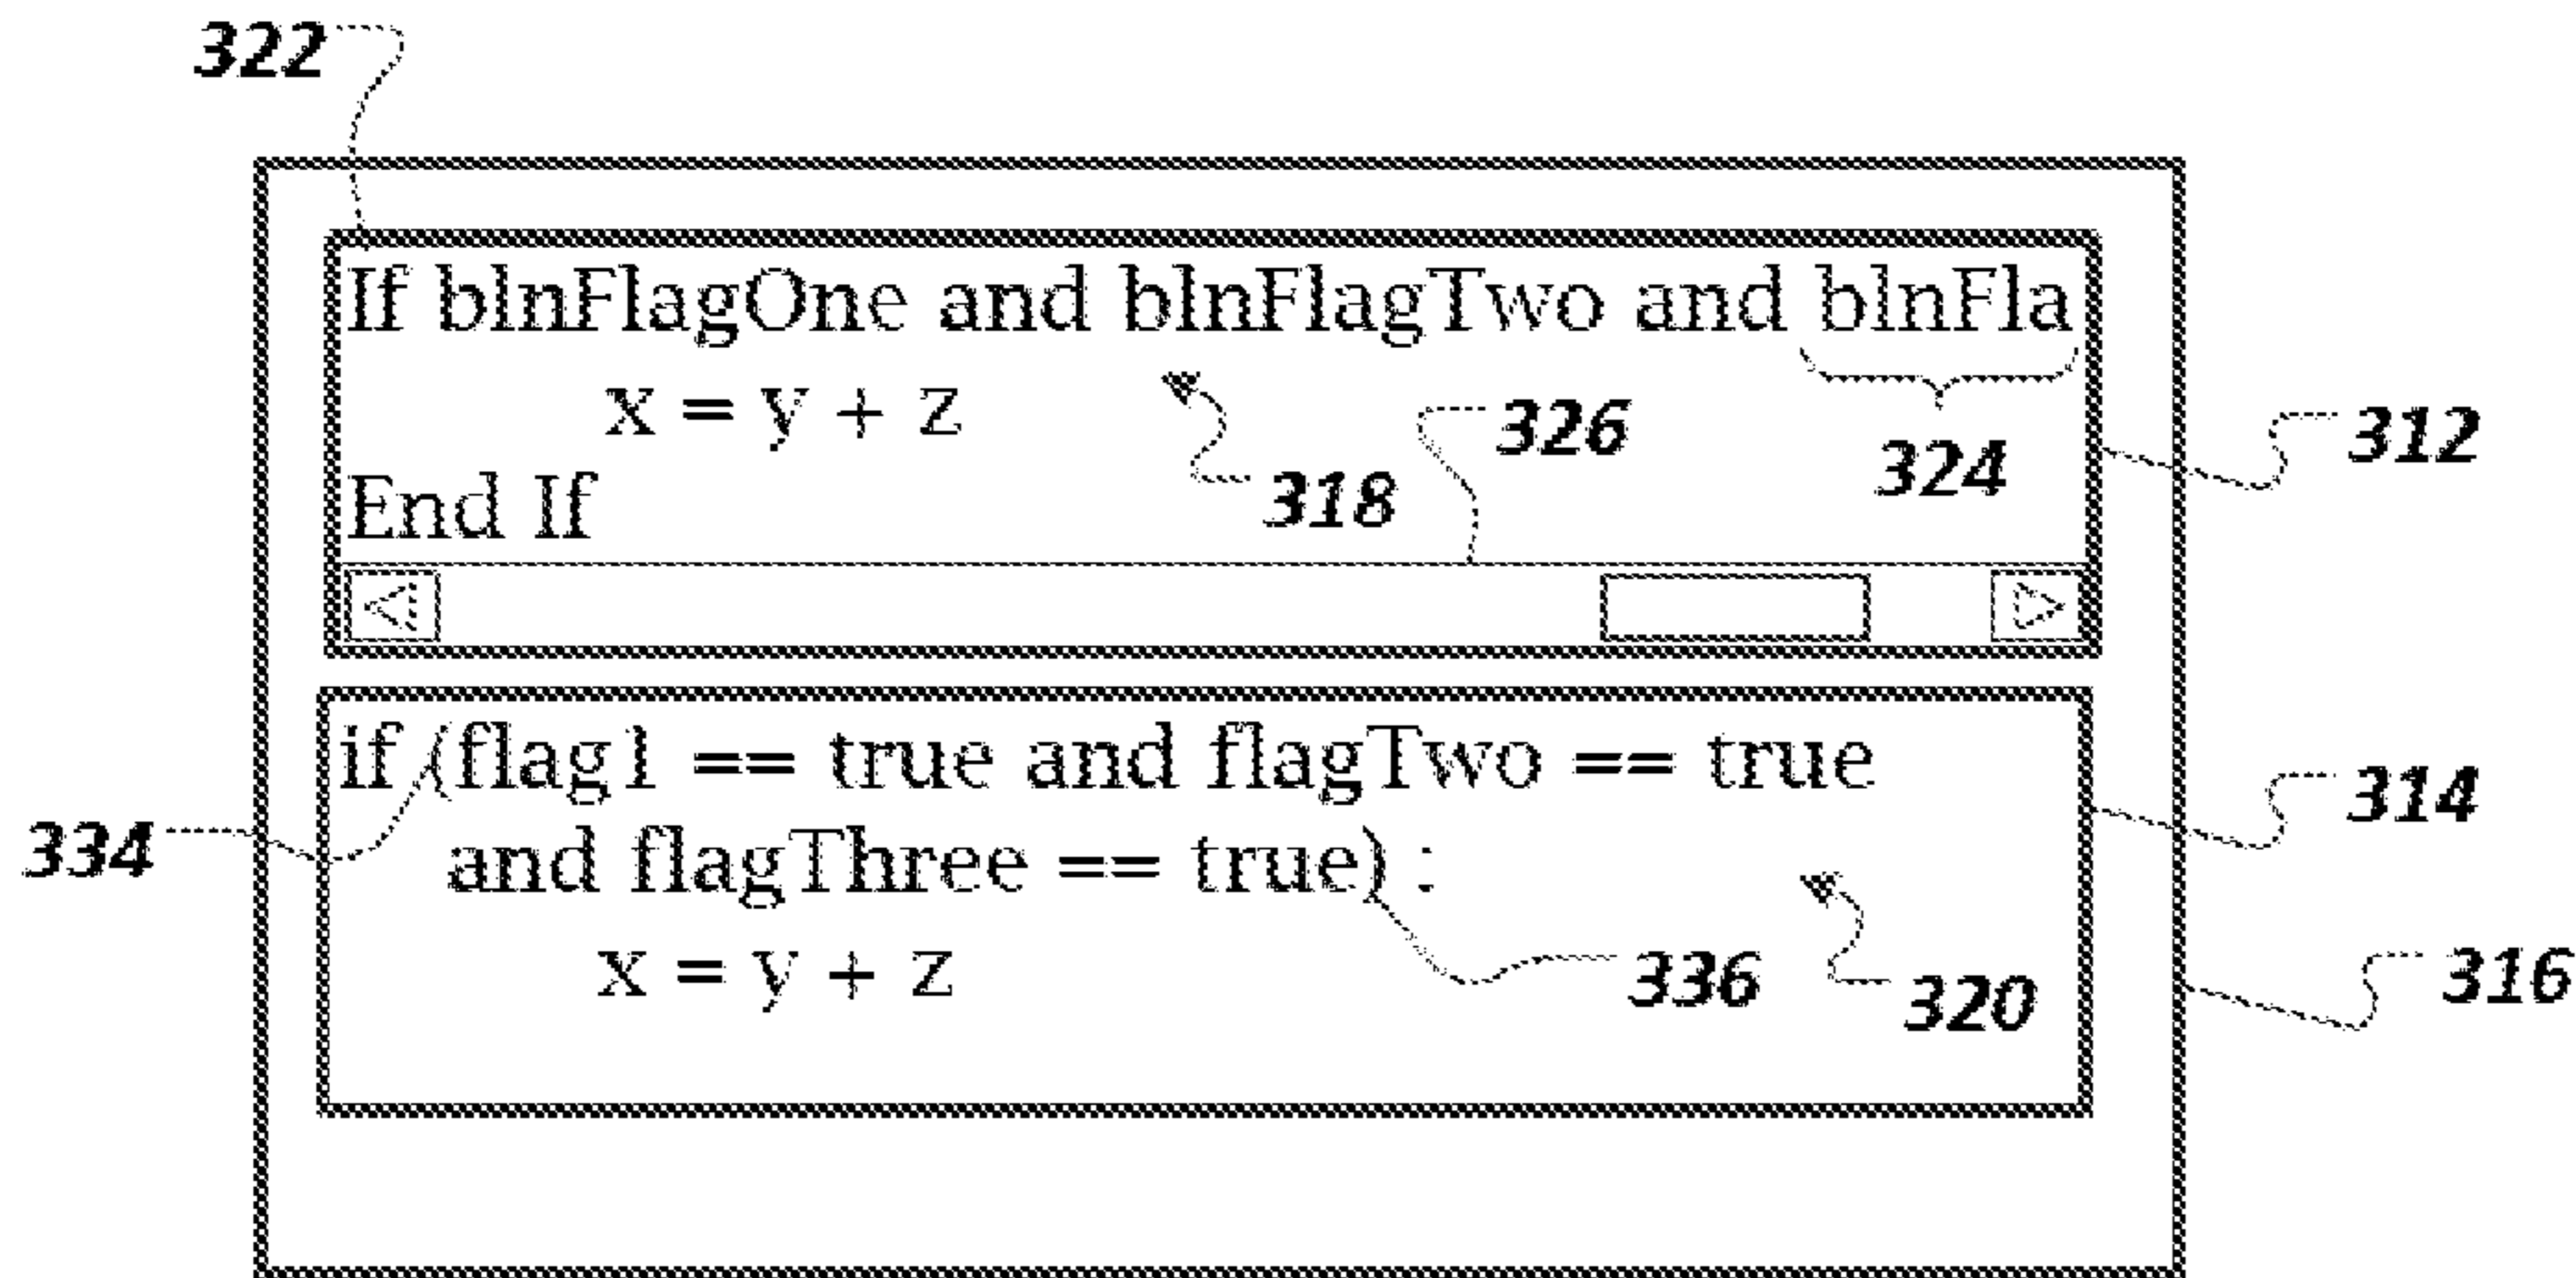 322
If blnFlagOne and blnFlagTwo and blnFla
x = y + z
326
312
324
318
End If
if (flag1 == true and flagTwo == true
314
334
and flagThree == true) :
x = y + z
336
316
320